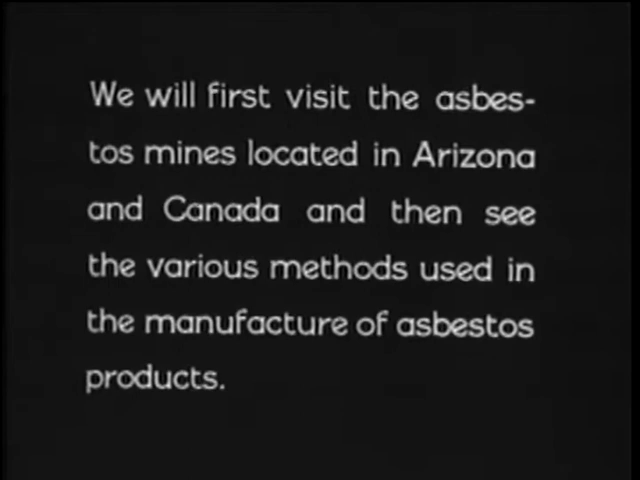 We will first visit the asbes-
tos mines located in Arizona
and Canada and then see
the various methods used in
the manufacture of asbestos
products.